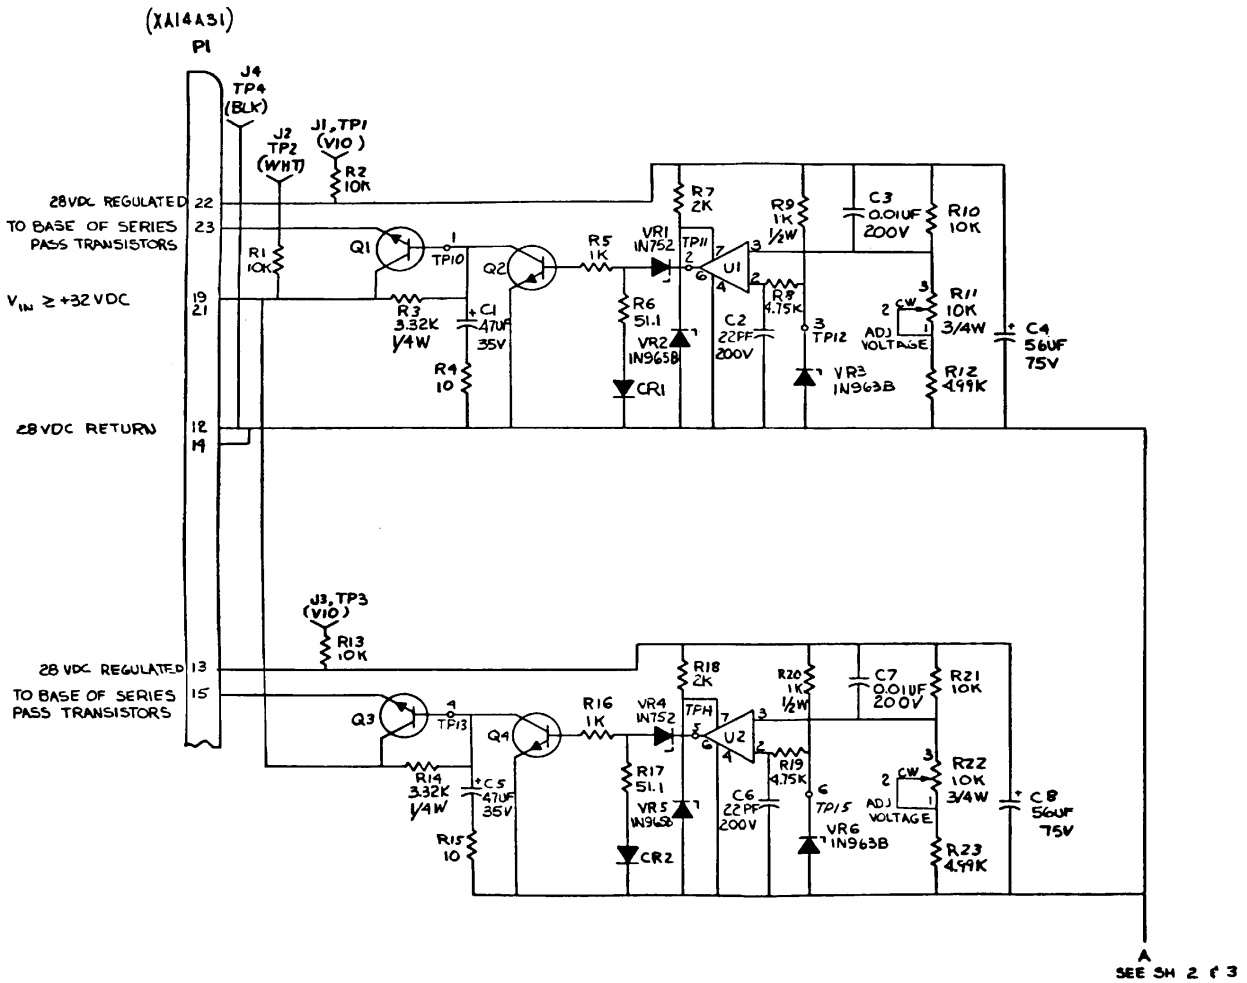 (XA14A31)
P1
J4
TP4
(BLK)
J2
TP2
(WHT)
J1, TP1
(VIO)
R2
10K
28VDC REGULATED
22
TO BASE OF SERIES
PASS TRANSISTORS
23
R1
10K
Q1
1
TP10
Q2
R5
1K
VR1
1N752
R7
2K
TP11
2
7
6
4
U1
3
2
R9
1K
1/2W
C3
0.01UF
200V
R10
10K
VIN ≥ +32VDC
19
21
R3
3.32K
1/4W
C1
47UF
35V
+
R4
10
R6
51.1
VR2
1N965B
CR1
C2
22PF
200V
R8
4.75K
3
TP12
VR3
1N963B
3
CW
2
1
ADJ
VOLTAGE
R11
10K
3/4W
R12
4.99K
+
C4
56UF
75V
28VDC RETURN
12
14
J3, TP3
(VIO)
R13
10K
28 VDC REGULATED
13
TO BASE OF SERIES
PASS TRANSISTORS
15
Q3
4
TP13
Q4
R16
1K
VR4
1N752
R18
2K
TP14
5
7
6
4
U2
3
2
R20
1K
1/2W
C7
0.01UF
200V
R21
10K
R14
3.32K
1/4W
+
C5
47UF
35V
R15
10
R17
51.1
VR5
1N965B
CR2
C6
22PF
200V
R19
4.75K
6
TP15
VR6
1N963B
3
CW
2
1
ADJ
VOLTAGE
R22
10K
3/4W
R23
4.99K
+
C8
56UF
75V
A
SEE SH 2 & 3